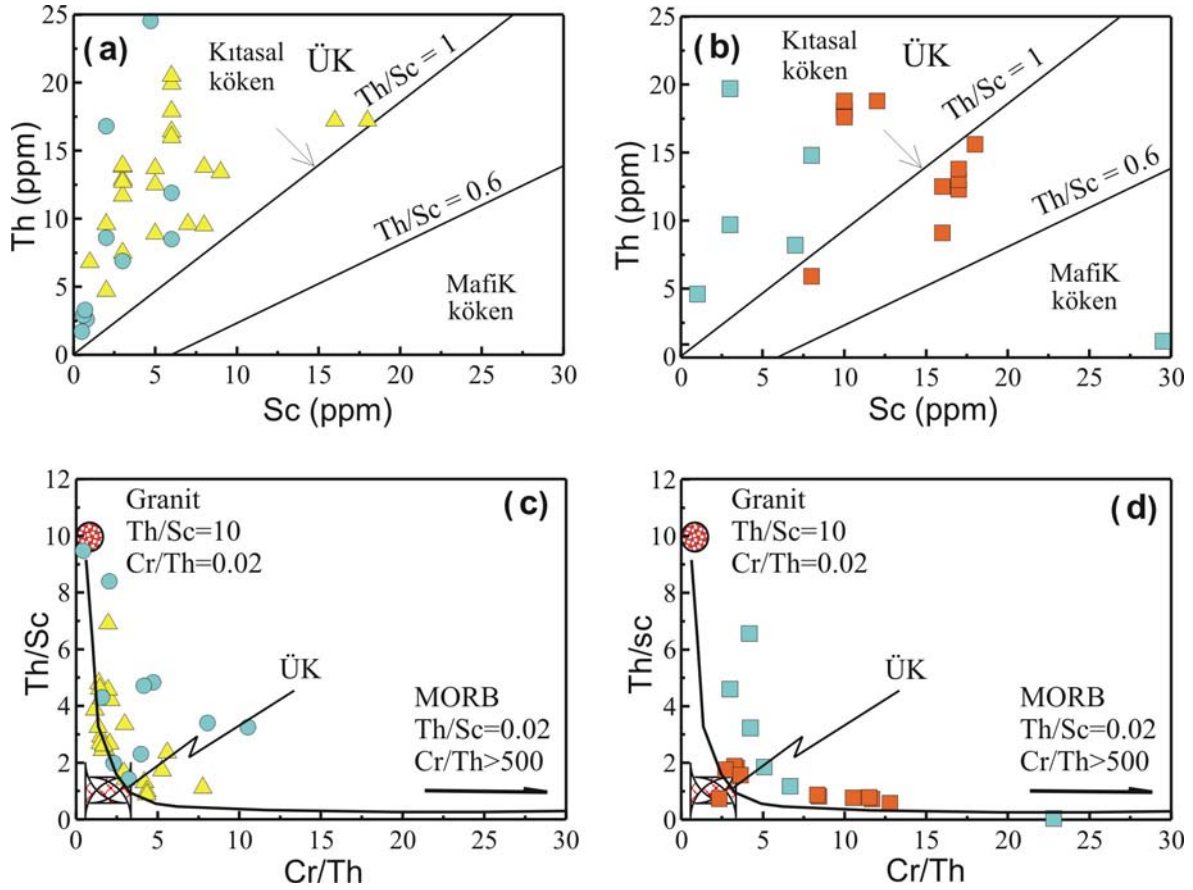 (a)
Kıtasal
köken
ÜK
Th/Sc = 1
Th/Sc = 0.6
MafiK
köken
Th (ppm)
25
20
15
10
5
0
0 5 10 15 20 25 30
Sc (ppm)
(b)
Kıtasal
köken
ÜK
Th/Sc = 1
Th/Sc = 0.6
MafiK
köken
Th (ppm)
25
20
15
10
5
0
0 5 10 15 20 25 30
Sc (ppm)
(c)
Granit
Th/Sc=10
Cr/Th=0.02
ÜK
MORB
Th/Sc=0.02
Cr/Th>500
Th/Sc
12
10
8
6
4
2
0
0 5 10 15 20 25 30
Cr/Th
(d)
Granit
Th/Sc=10
Cr/Th=0.02
ÜK
MORB
Th/Sc=0.02
Cr/Th>500
Th/sc
12
10
8
6
4
2
0
0 5 10 15 20 25 30
Cr/Th